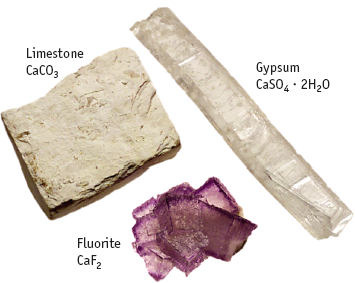 Limestone
CaCO₃
Gypsum
CaSO₄ · 2H₂O
Fluorite
CaF₂